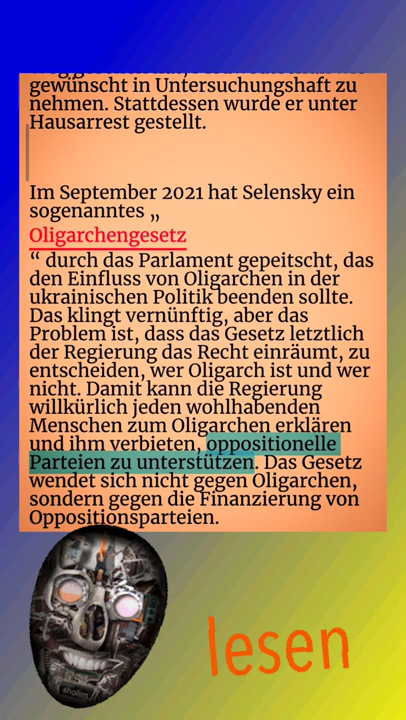 gewünscht in Untersuchungshaft zu
nehmen. Stattdessen wurde er unter
Hausarrest gestellt.
Im September 2021 hat Selensky ein
sogenanntes „
Oligarchengesetz
“ durch das Parlament gepeitscht, das
den Einfluss von Oligarchen in der
ukrainischen Politik beenden sollte.
Das klingt vernünftig, aber das
Problem ist, dass das Gesetz letztlich
der Regierung das Recht einräumt, zu
entscheiden, wer Oligarch ist und wer
nicht. Damit kann die Regierung
willkürlich jeden wohlhabenden
Menschen zum Oligarchen erklären
und ihm verbieten, oppositionelle
Parteien zu unterstützen. Das Gesetz
wendet sich nicht gegen Oligarchen,
sondern gegen die Finanzierung von
Oppositionsparteien.
lesen
sholim